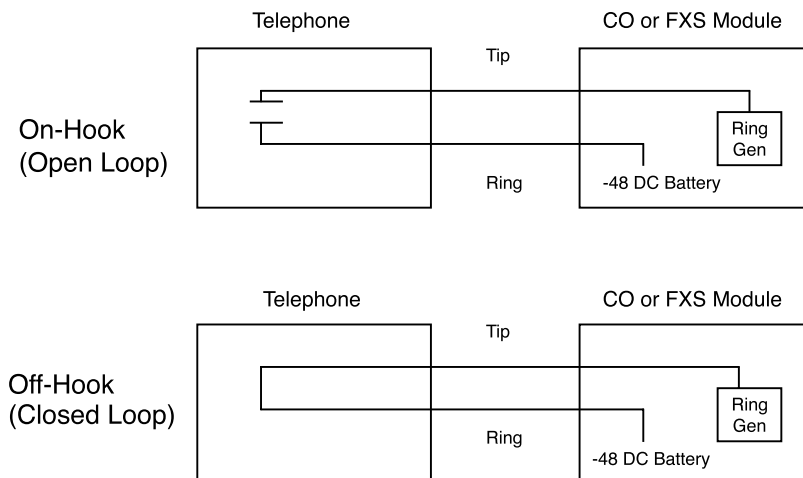 Telephone
CO or FXS Module
Tip
On-Hook
(Open Loop)
Ring
Gen
Ring
-48 DC Battery
Telephone
CO or FXS Module
Tip
Off-Hook
(Closed Loop)
Ring
Gen
Ring
-48 DC Battery